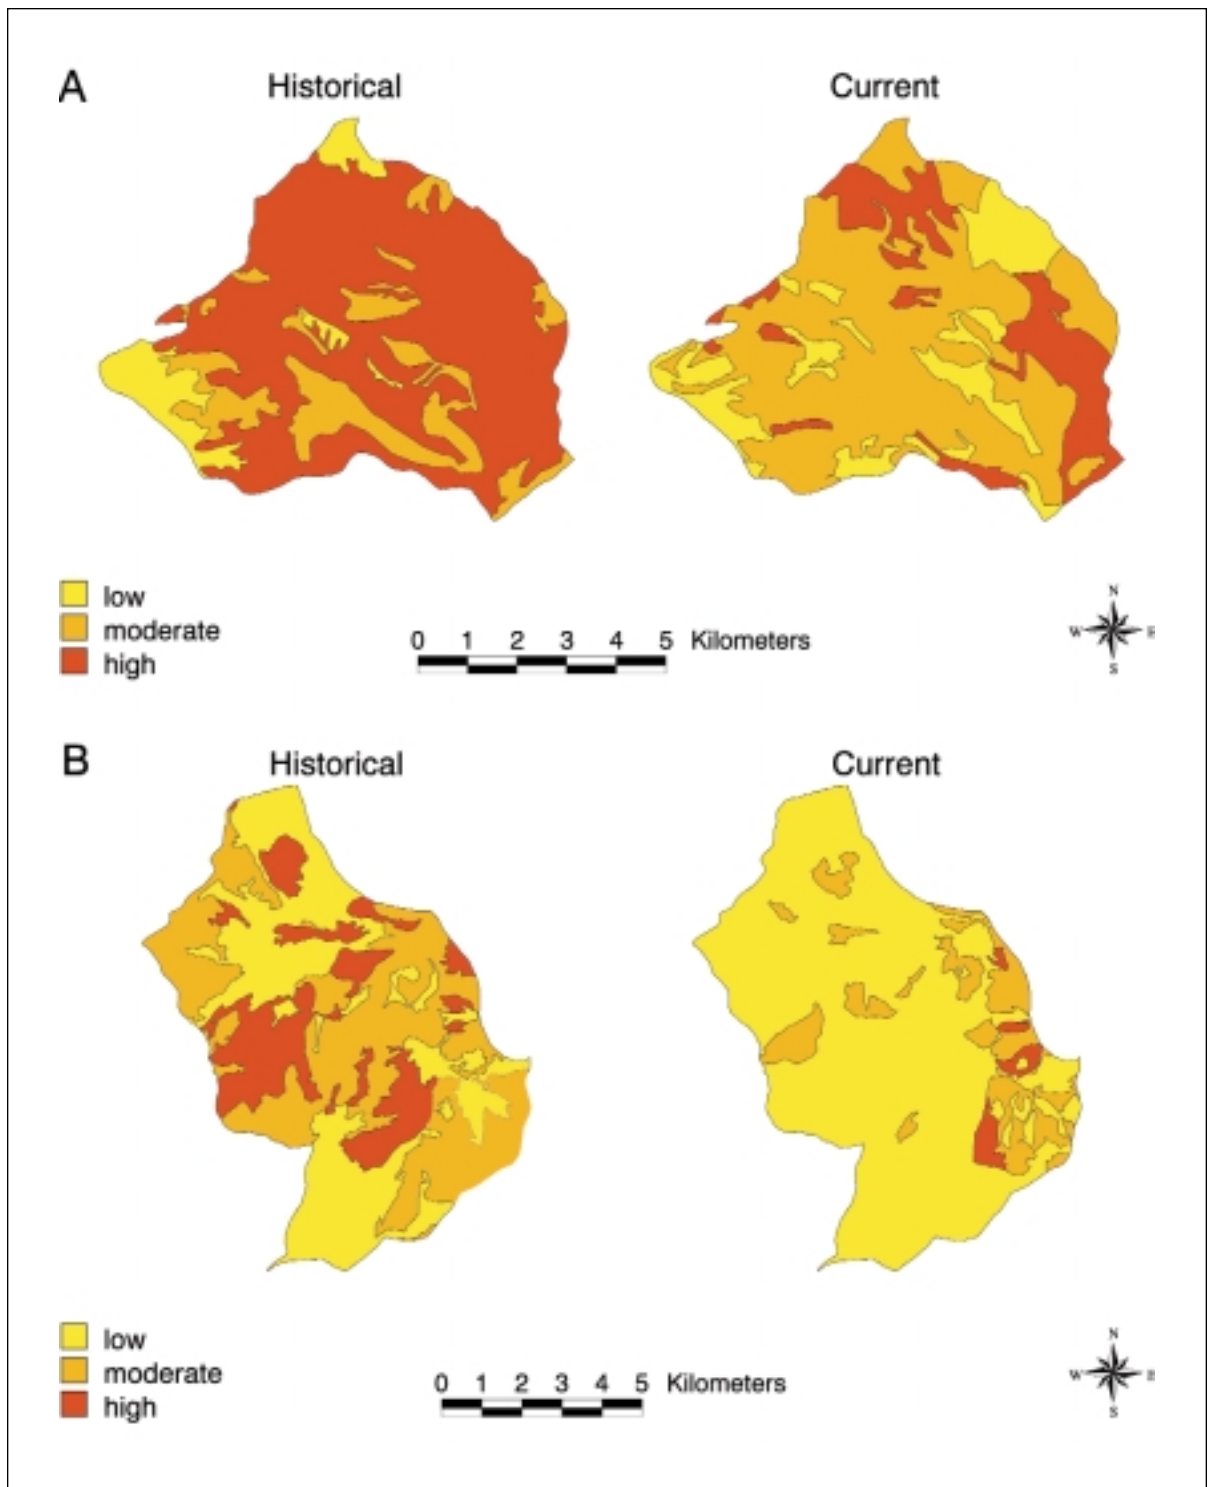 A
Historical Current
low
moderate
high
0 1 2 3 4 5 Kilometers
N
W E
S
B
Historical Current
low
moderate
high
0 1 2 3 4 5 Kilometers
N
W E
S